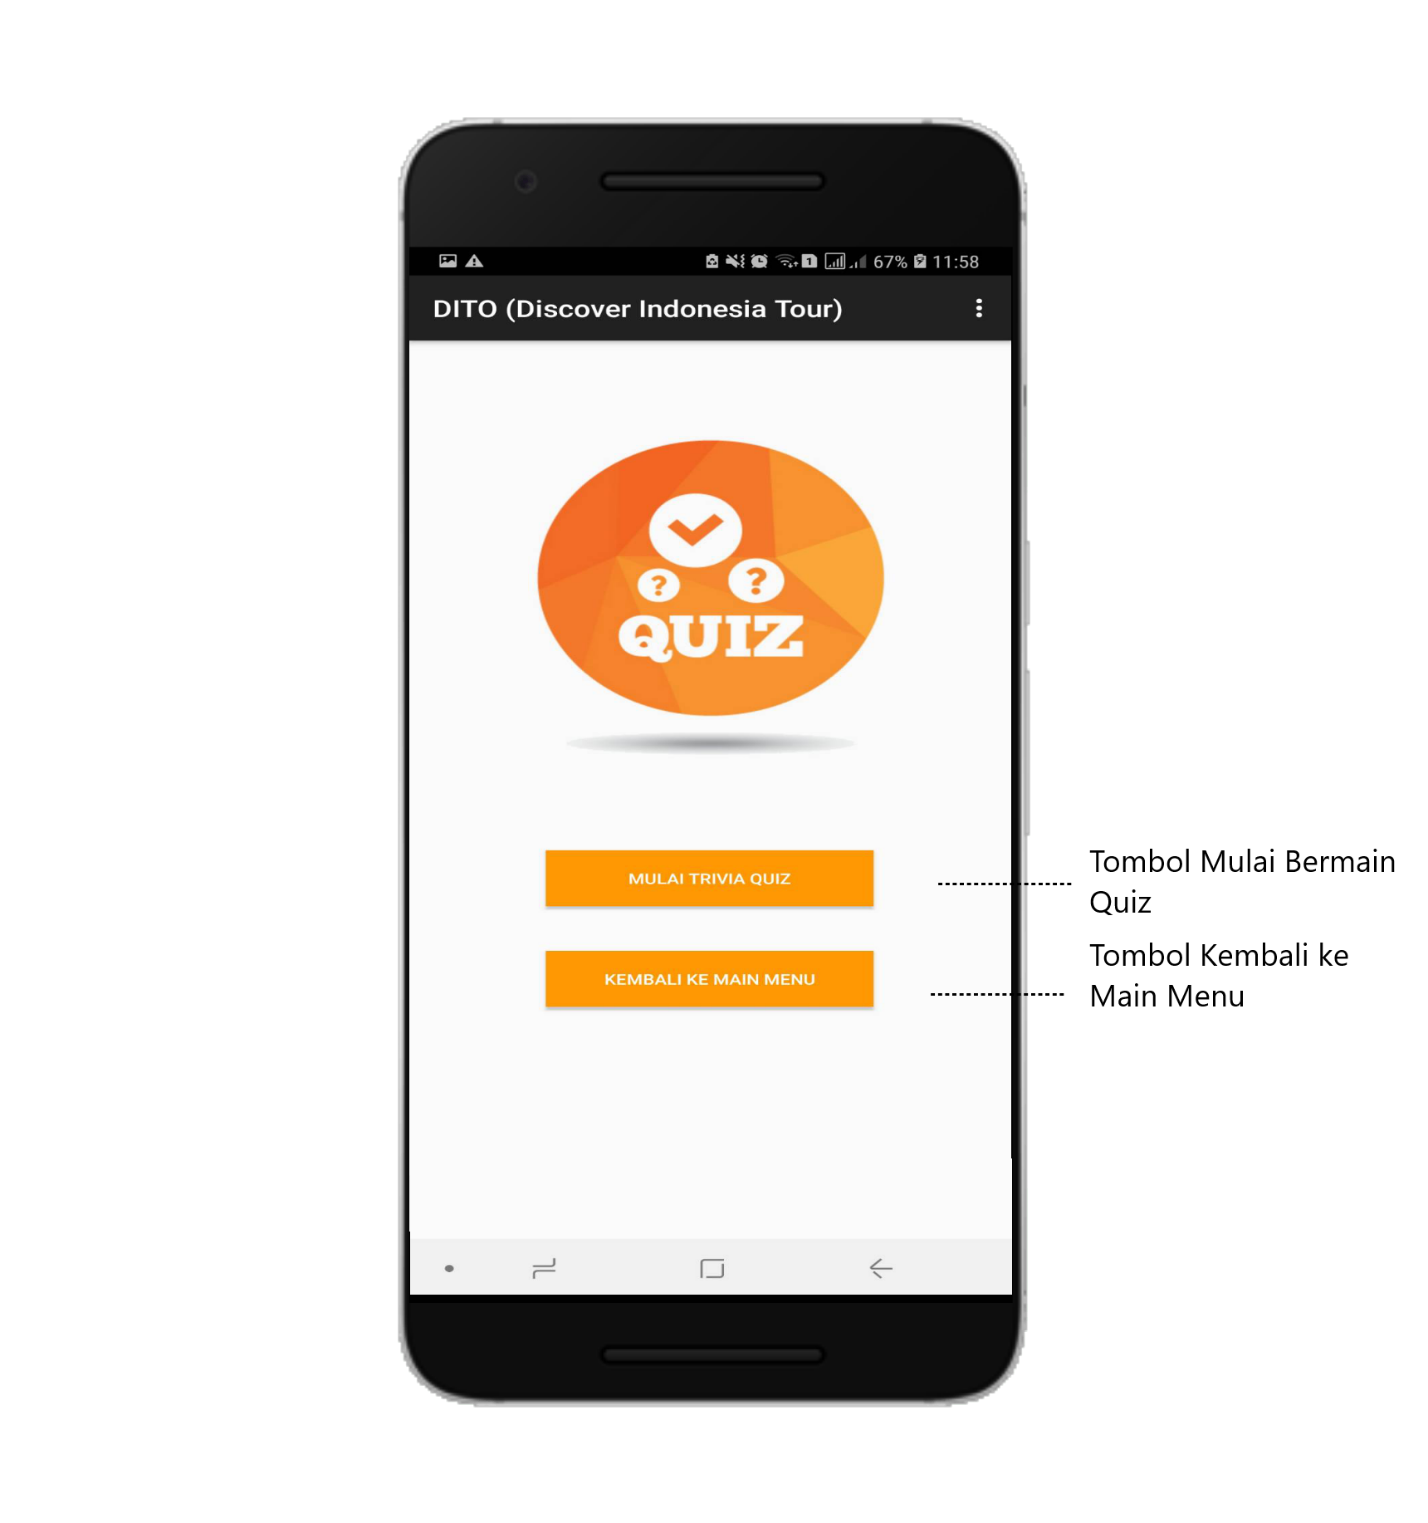 67% 11:58
DITO (Discover Indonesia Tour)
? ?
QUIZ
MULAI TRIVIA QUIZ
KEMBALI KE MAIN MENU
Tombol Mulai Bermain
Quiz
Tombol Kembali ke
Main Menu